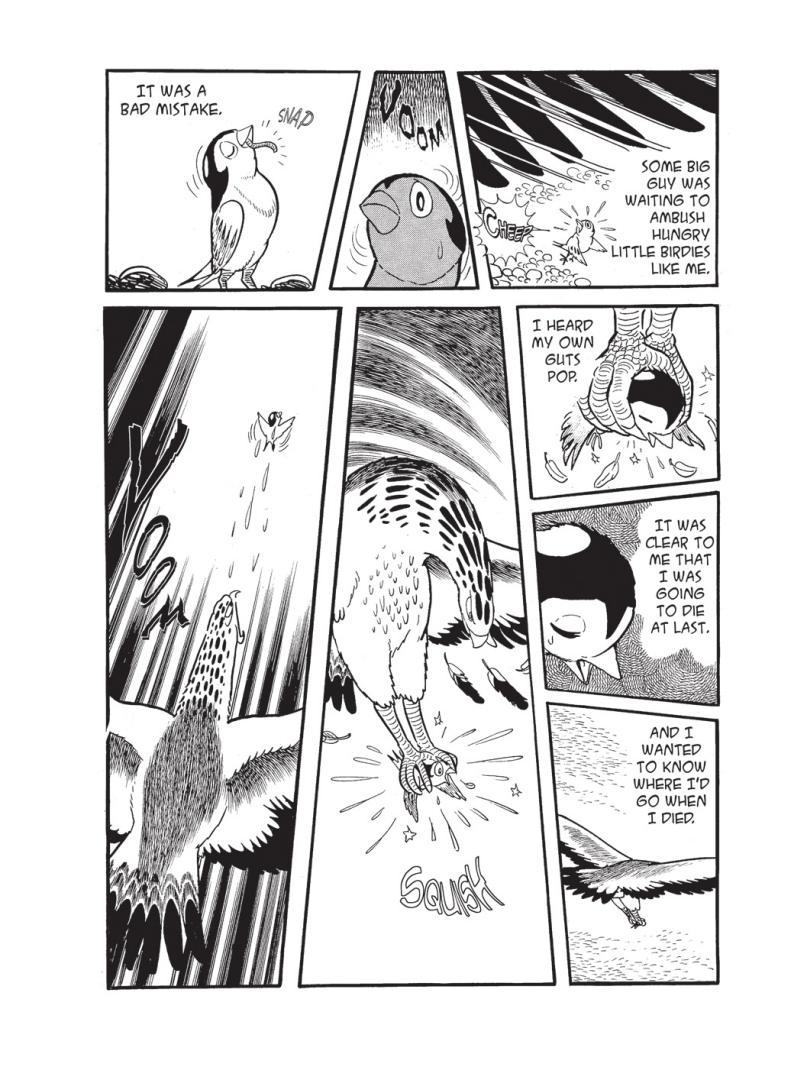 IT WAS A
BAD MISTAKE.
SNAP
VOOM
SOME BIG
GUY WAS
WAITING TO
AMBUSH
HUNGRY
LITTLE BIRDIES
LIKE ME.
CHEEP
VOOM
SQUISH
I HEARD
MY OWN
GUTS
POP.
IT WAS
CLEAR TO
ME THAT
I WAS
GOING
TO DIE
AT LAST.
AND I
WANTED
TO KNOW
WHERE I'D
GO WHEN
I DIED.